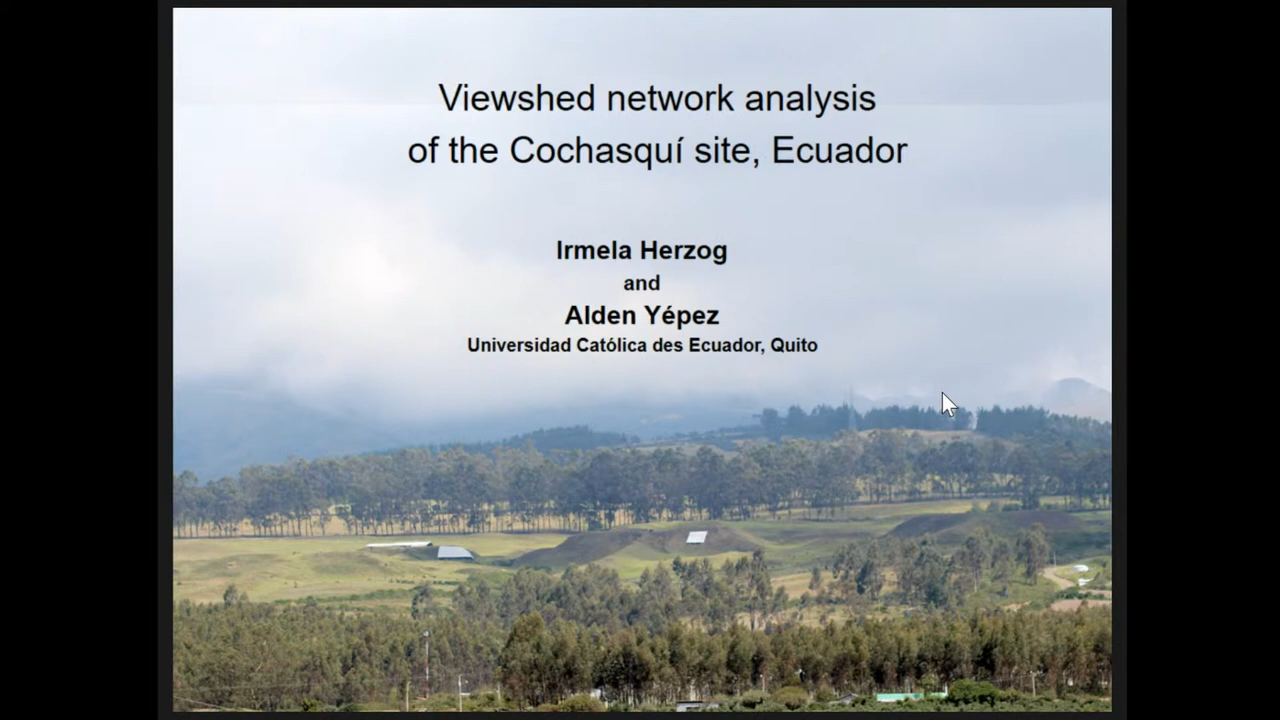 Viewshed network analysis
of the Cochasquí site, Ecuador
Irmela Herzog
and
Alden Yépez
Universidad Católica des Ecuador, Quito